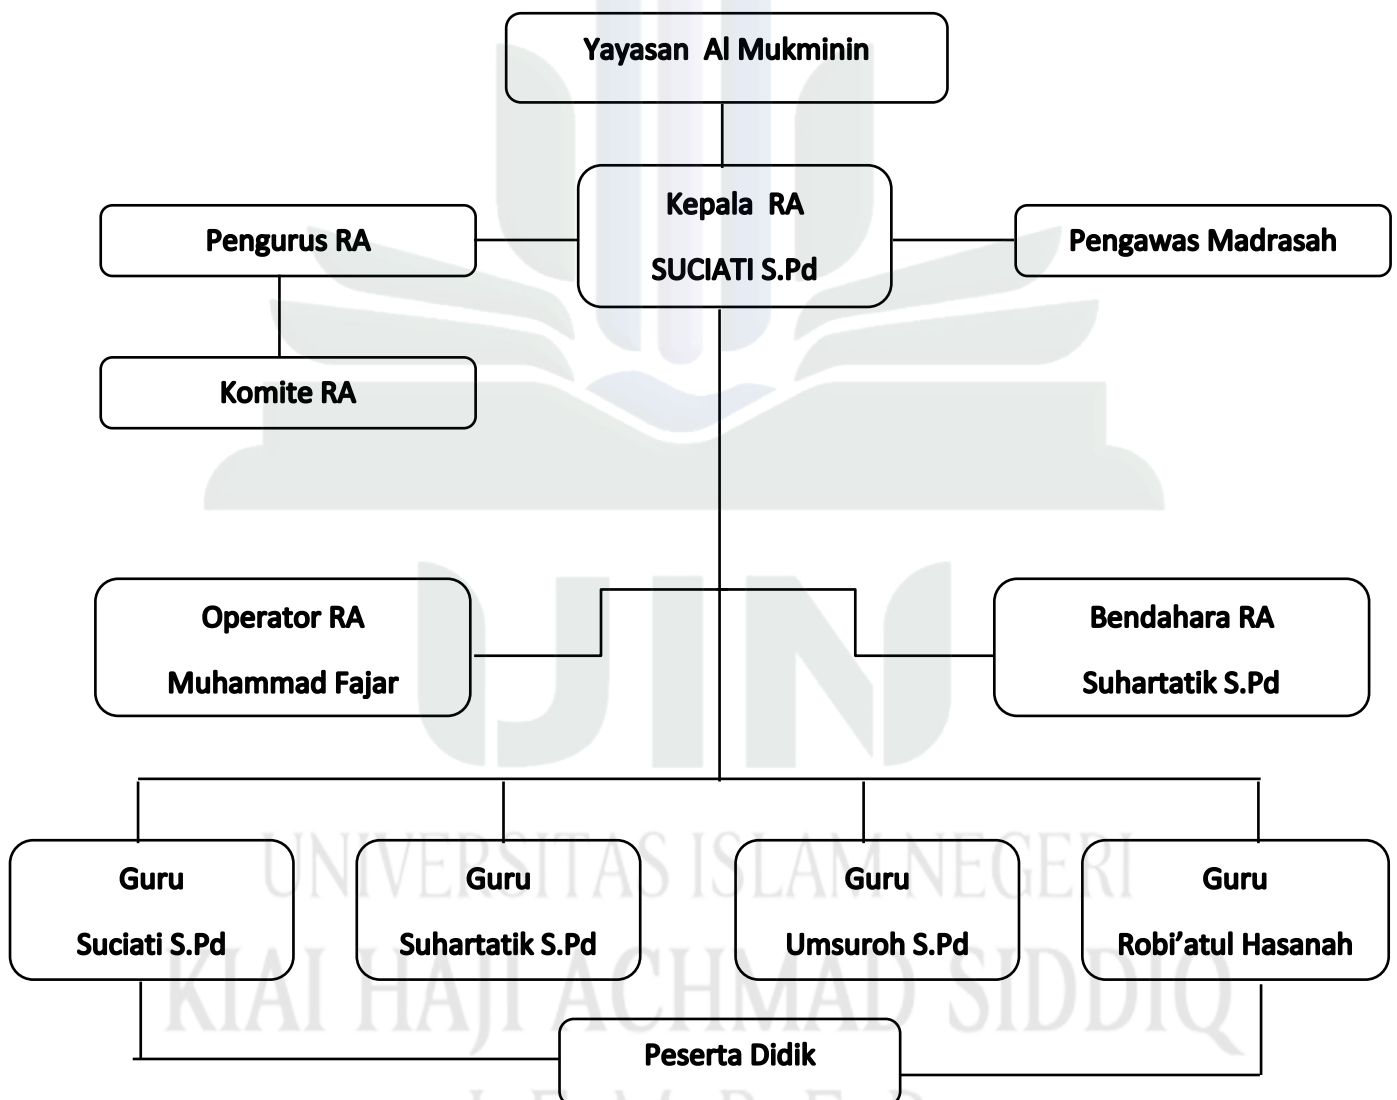 Yayasan Al Mukminin
Kepala RA
SUCIATI S.Pd
Pengurus RA
Pengawas Madrasah
Komite RA
Operator RA
Muhammad Fajar
Bendahara RA
Suhartatik S.Pd
Guru
Suciati S.Pd
Guru
Suhartatik S.Pd
Guru
Umsuroh S.Pd
Guru
Robi’atul Hasanah
Peserta Didik
UIN
UNIVERSITAS ISLAM NEGERI
KIAI HAJI ACHMAD SIDDIQ